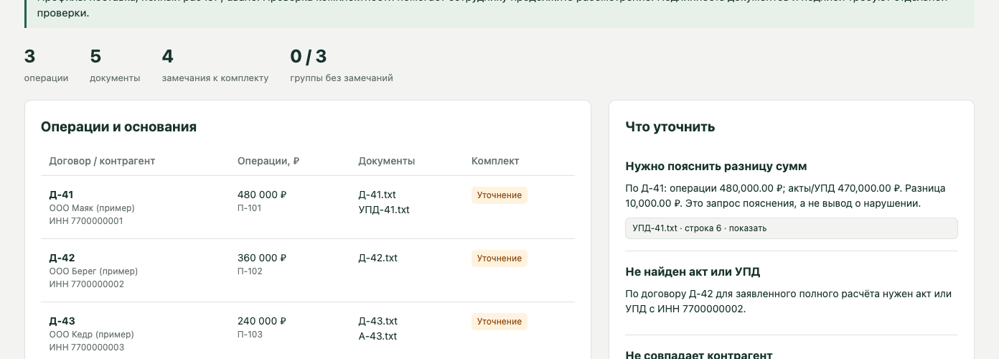 проверки.
3
операции
5
документы
4
замечания к комплекту
0 / 3
группы без замечаний
Операции и основания
Договор / контрагент
Операции, ₽
Документы
Комплект
Д-41
ООО Маяк (пример)
ИНН 7700000001
480 000 ₽
П-101
Д-41.txt
УПД-41.txt
Уточнение
Д-42
ООО Берег (пример)
ИНН 7700000002
360 000 ₽
П-102
Д-42.txt
Уточнение
Д-43
ООО Кедр (пример)
ИНН 7700000003
240 000 ₽
П-103
Д-43.txt
А-43.txt
Уточнение
Что уточнить
Нужно пояснить разницу сумм
По Д-41: операции 480,000.00 ₽; акты/УПД 470,000.00 ₽. Разница
10,000.00 ₽. Это запрос пояснения, а не вывод о нарушении.
УПД-41.txt · строка 6 · показать
Не найден акт или УПД
По договору Д-42 для заявленного полного расчёта нужен акт или
УПД с ИНН 7700000002.
Не совпадает контрагент